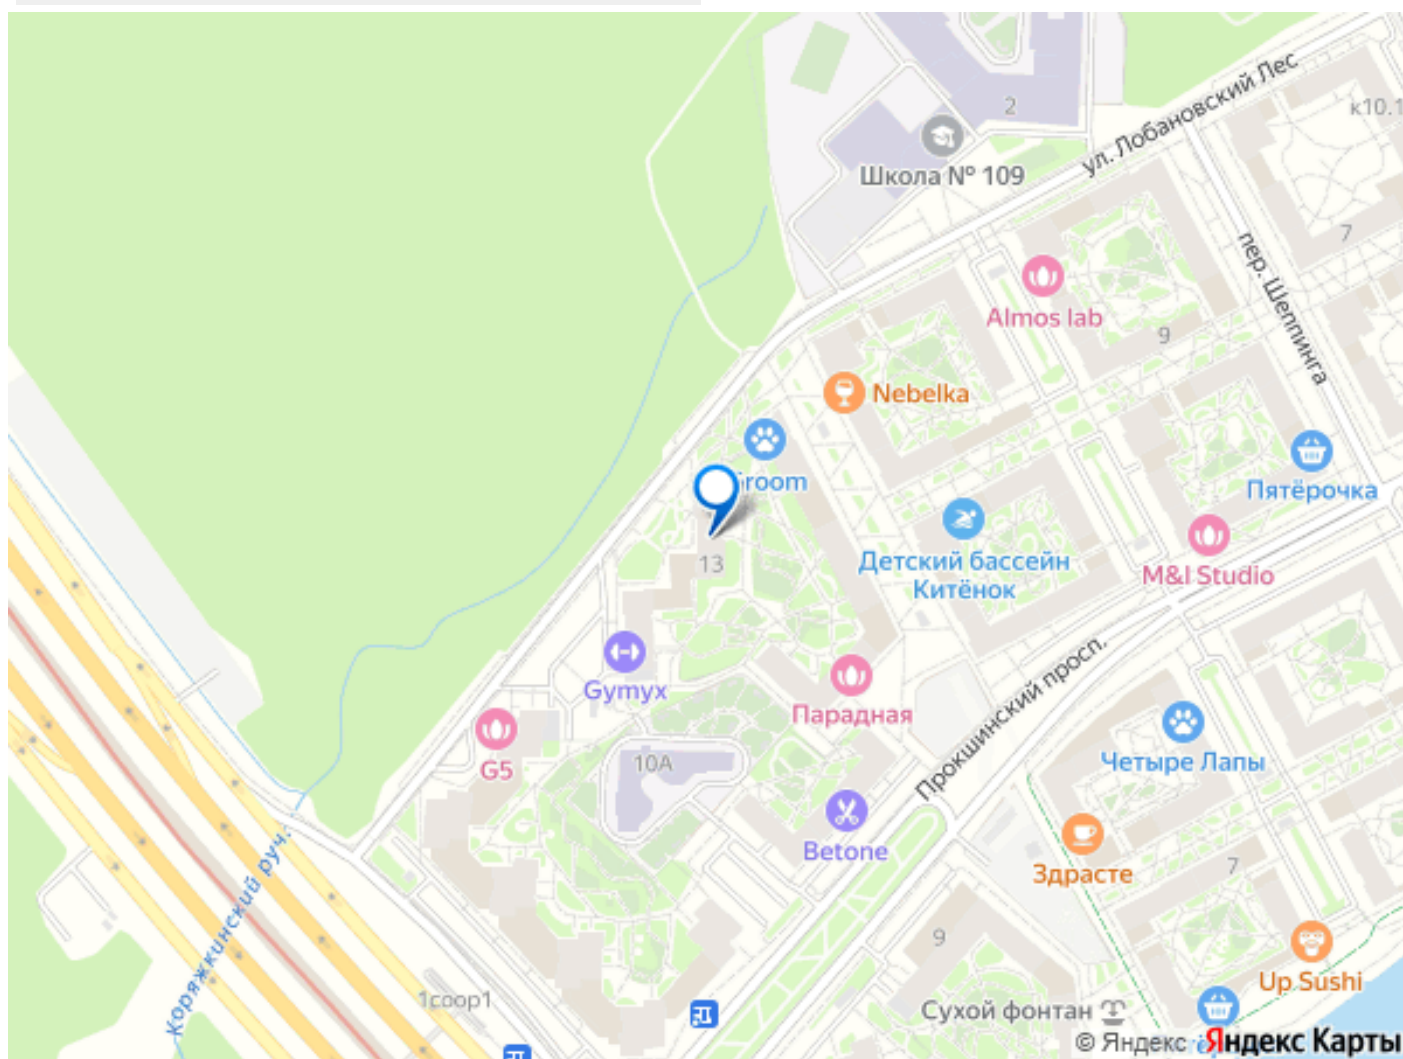 2
к10.1
ул. Лобановский Лес
Школа № 109
7
пер. Шеппинга
Almos lab
9
Nebelka
room
Пятёрочка
Детский бассейн
Китёнок
M&I Studio
13
Gymyx
Парадная
Прокшинский просп.
G5
10А
Четыре Лапы
Betone
Здрасте
7
Коряжкинский руч.
9
Up Sushi
1соор1
Сухой фонтан
© Яндекс Яндекс Карты